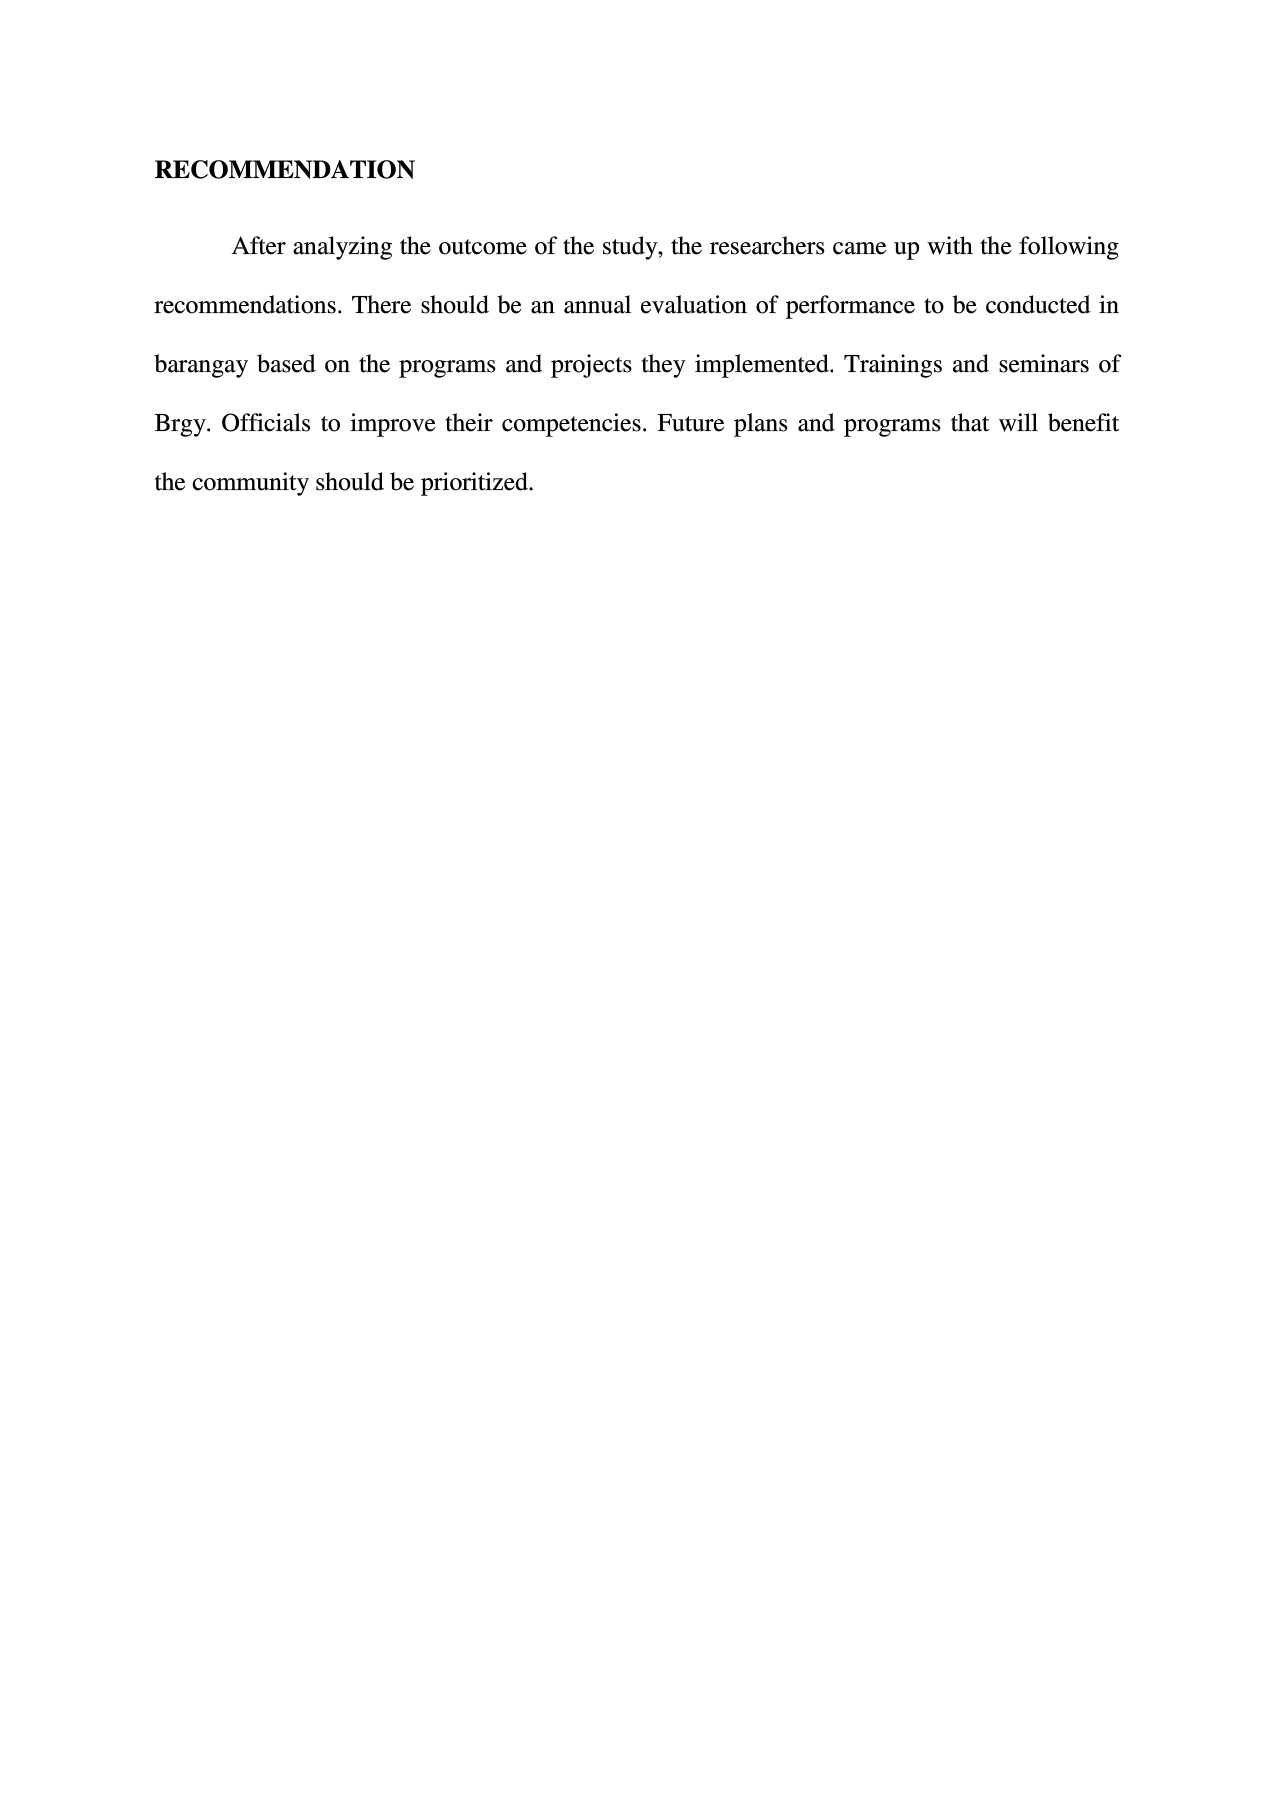 RECOMMENDATION
After analyzing the outcome of the study, the researchers came up with the following
recommendations. There should be an annual evaluation of performance to be conducted in
barangay based on the programs and projects they implemented. Trainings and seminars of
Brgy. Officials to improve their competencies. Future plans and programs that will benefit
the community should be prioritized.